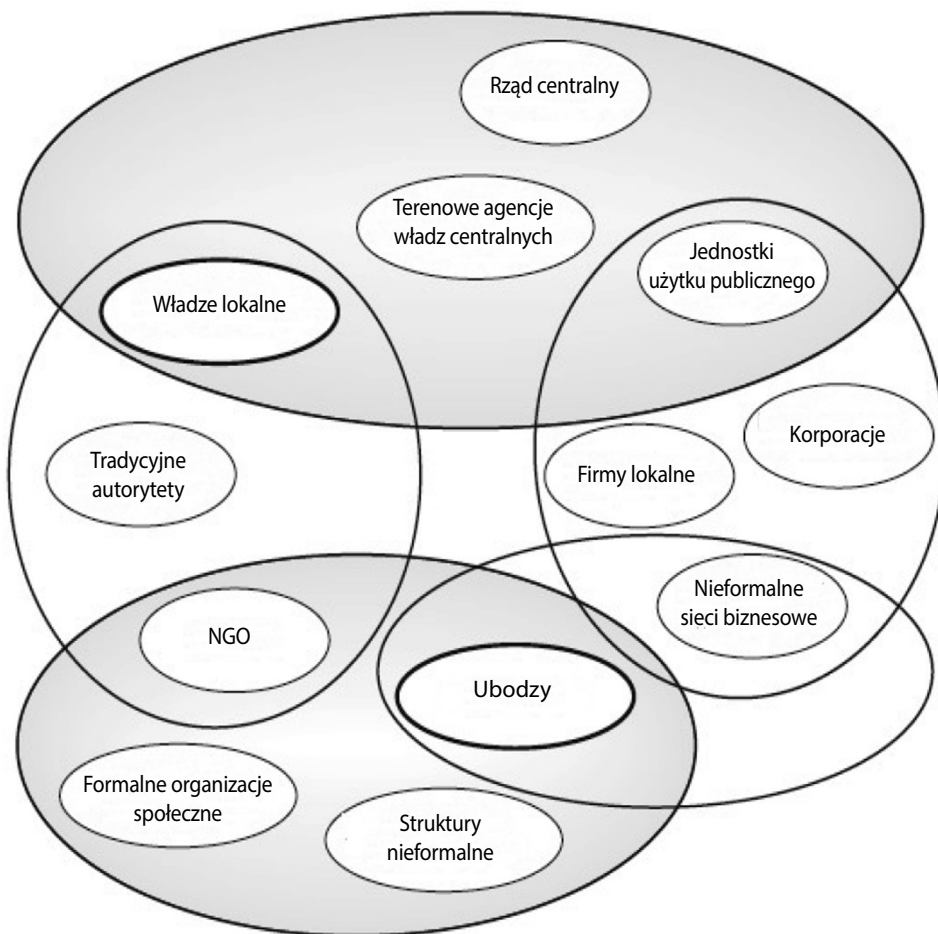 Rząd centralny
Terenowe agencje
władz centralnych
Jednostki
użytku publicznego
Władze lokalne
Korporacje
Tradycyjne
autorytety
Firmy lokalne
Nieformalne
sieci biznesowe
NGO
Ubodzy
Formalne organizacje
społeczne
Struktury
nieformalne